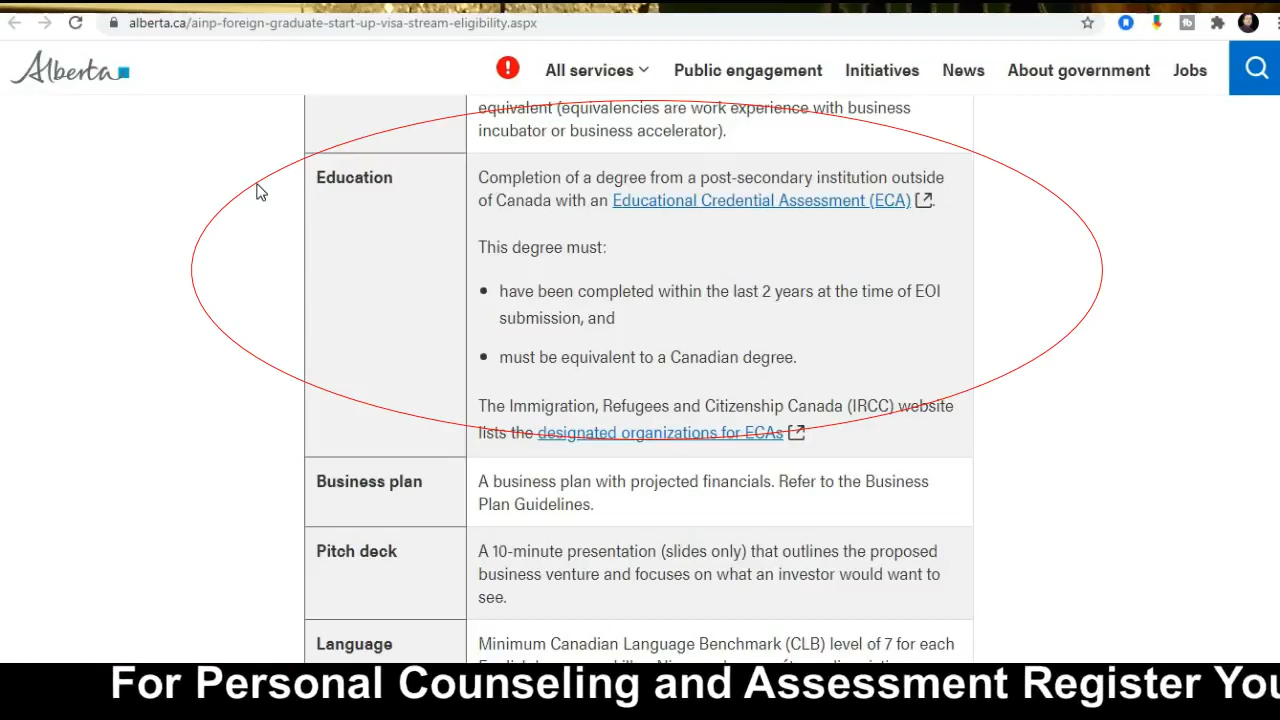 alberta.ca/ainp-foreign-graduate-start-up-visa-stream-eligibility.aspx
Alberta
All services
Public engagement
Initiatives
News
About government
Jobs
equivalent (equivalencies are work experience with business
incubator or business accelerator).
Education
Completion of a degree from a post-secondary institution outside
of Canada with an Educational Credential Assessment (ECA).
This degree must:
have been completed within the last 2 years at the time of EOI
submission, and
must be equivalent to a Canadian degree.
The Immigration, Refugees and Citizenship Canada (IRCC) website
lists the designated organizations for ECAs
Business plan
A business plan with projected financials. Refer to the Business
Plan Guidelines.
Pitch deck
A 10-minute presentation (slides only) that outlines the proposed
business venture and focuses on what an investor would want to
see.
Language
Minimum Canadian Language Benchmark (CLB) level of 7 for each
For Personal Counseling and Assessment Register You